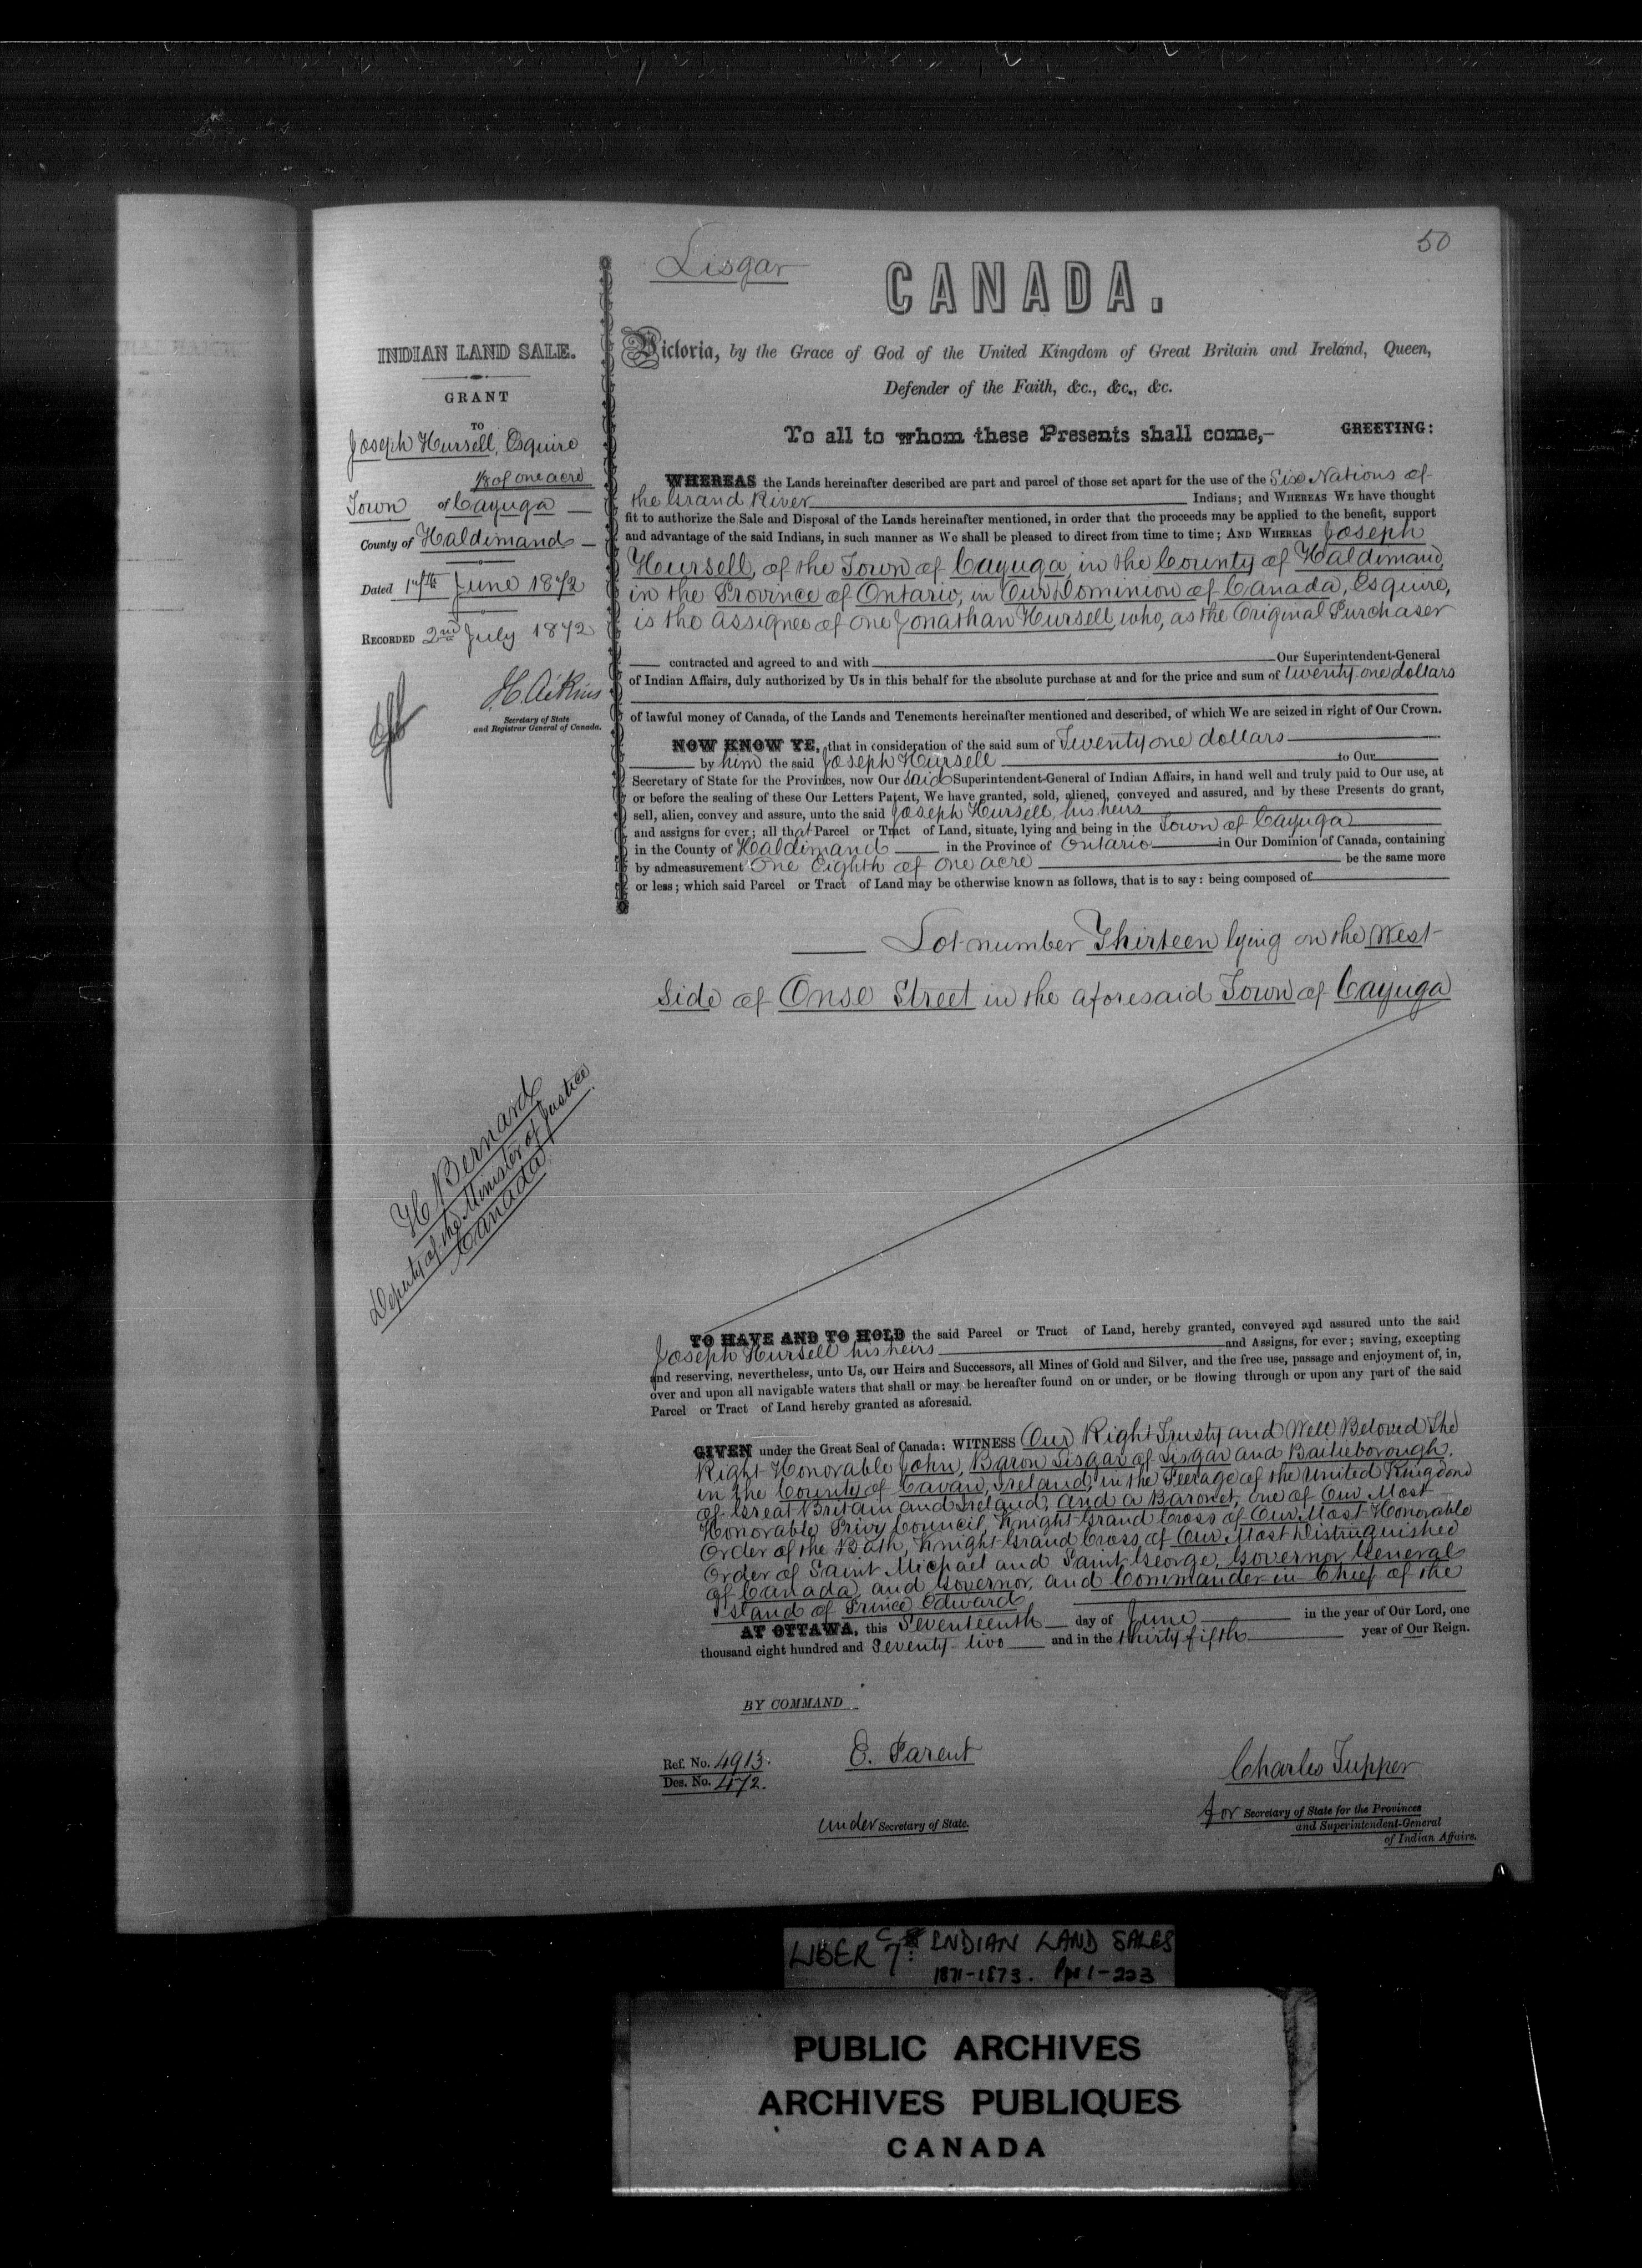 50
Lisgar
CANADA.
INDIAN LAND SALE.
GRANT
TO
Joseph Hursell, Esquire
1/8 of one acre
Town of Cayuga
County of Haldimand
Dated 17th June 1872
RECORDED 2nd July 1872
J.C. Aikins
Secretary of State
and Registrar General of Canada.
Victoria, by the Grace of God of the United Kingdom of Great Britain and Ireland, Queen,
Defender of the Faith, &c., &c., &c.
To all to whom these Presents shall come,- GREETING:
WHEREAS the Lands hereinafter described are part and parcel of those set apart for the use of the Six Nations of
the Grand River Indians; and WHEREAS WE have thought
fit to authorize the Sale and Disposal of the Lands hereinafter mentioned, in order that the proceeds may be applied to the benefit, support
and advantage of the said Indians, in such manner as We shall be pleased to direct from time to time; AND WHEREAS Joseph
Hursell, of the Town of Cayuga in the County of Haldimand,
in the Province of Ontario, in Our Dominion of Canada, Esquire,
is the assignee of one Jonathan Hursell, who, as the Original Purchaser
contracted and agreed to and with Our Superintendent-General
of Indian Affairs, duly authorized by Us in this behalf for the absolute purchase at and for the price and sum of twenty one dollars
of lawful money of Canada, of the Lands and Tenements hereinafter mentioned and described, of which We are seized in right of Our Crown.
NOW KNOW YE, that in consideration of the said sum of Twenty one dollars
by him the said Joseph Hursell to Our
Secretary of State for the Provinces, now Our said Superintendent-General of Indian Affairs, in hand well and truly paid to Our use, at
or before the sealing of these Our Letters Patent, We have granted, sold, aliened, conveyed and assured, and by these Presents do grant,
sell, alien, convey and assure, unto the said Joseph Hursell, his heirs
and assigns for ever; all that Parcel or Tract of Land, situate, lying and being in the Town of Cayuga
in the County of Haldimand in the Province of Ontario in Our Dominion of Canada, containing
by admeasurement One Eighth of one acre be the same more
or less; which said Parcel or Tract of Land may be otherwise known as follows, that is to say: being composed of
Lot number Thirteen lying on the West
Side of Onse Street in the aforesaid Town of Cayuga
H Bernard
Deputy of the Minister of Justice
Canada
TO HAVE AND TO HOLD the said Parcel or Tract of Land, hereby granted, conveyed and assured unto the said
Joseph Hursell his heirs and Assigns, for ever; saving, excepting
and reserving, nevertheless, unto Us, our Heirs and Successors, all Mines of Gold and Silver, and the free use, passage and enjoyment of, in,
over and upon all navigable waters that shall or may be hereafter found on or under, or be flowing through or upon any part of the said
Parcel or Tract of Land hereby granted as aforesaid.
GIVEN under the Great Seal of Canada: WITNESS Our Right Trusty and Well Beloved The
Right Honorable John, Baron Lisgar of Lisgar and Bailieborough,
in the County of Cavan, Ireland, in the Peerage of the United Kingdom
of Great Britain and Ireland, and a Baronet, one of Our Most
Honorable Privy Council, Knight Grand Cross of Our Most Honorable
Order of the Bath, Knight Grand Cross of Our Most Distinguished
Order of Saint Michael and Saint George, Governor General
of Canada, and Governor, and Commander in Chief of the
Island of Prince Edward
AT OTTAWA, this Seventeenth day of June in the year of Our Lord, one
thousand eight hundred and Seventy-two and in the thirty fifth year of Our Reign.
BY COMMAND
Ref. No. 4913.
Des. No. 472.
E. Parent
under Secretary of State.
Charles Tupper
for Secretary of State for the Provinces
and Superintendent-General
of Indian Affairs.
LIBER C 7: INDIAN LAND SALES
1871-1873. Pps 1-223
PUBLIC ARCHIVES
ARCHIVES PUBLIQUES
CANADA